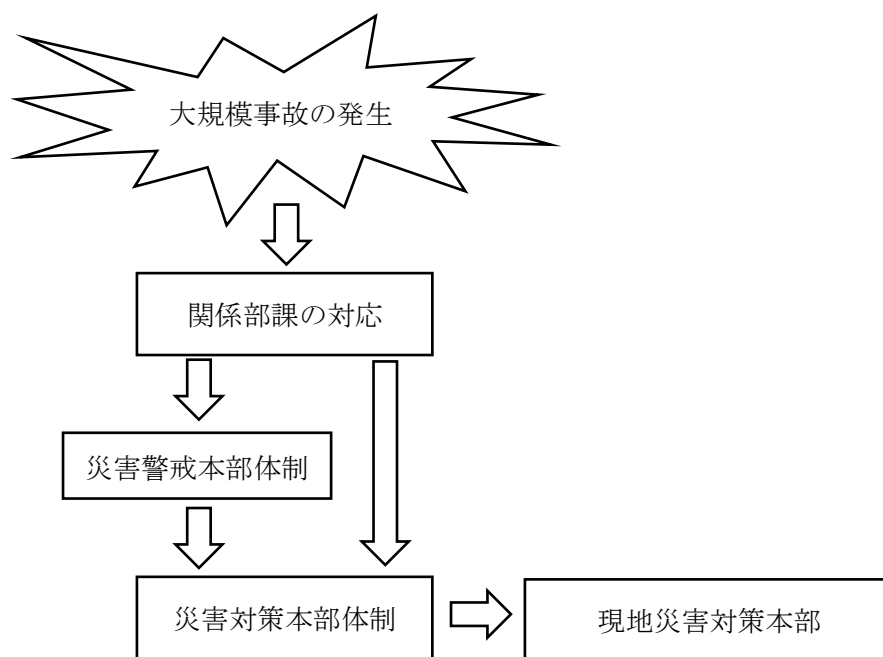 大規模事故の発生
関係部課の対応
災害警戒本部体制
災害対策本部体制
現地災害対策本部